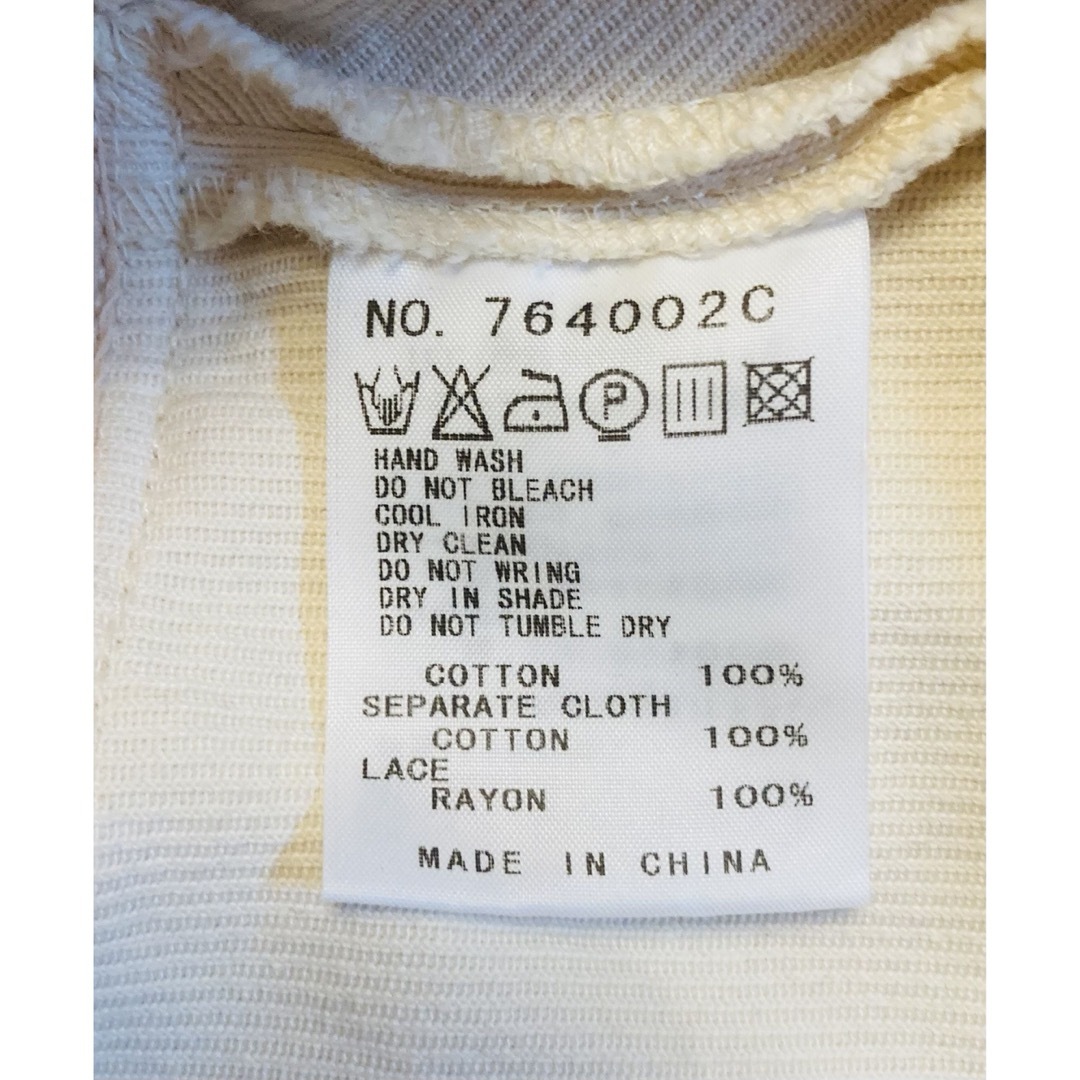 NO. 764002C
P
HAND WASH
DO NOT BLEACH
COOL IRON
DRY CLEAN
DO NOT WRING
DRY IN SHADE
DO NOT TUMBLE DRY
COTTON 100%
SEPARATE CLOTH
COTTON 100%
LACE
RAYON 100%
MADE IN CHINA